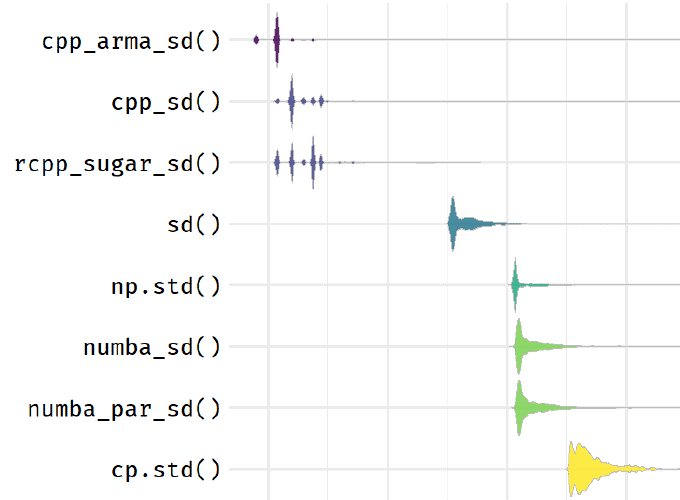 cpp_arma_sd()
cpp_sd()
rcpp_sugar_sd()
sd()
np.std()
numba_sd()
numba_par_sd()
cp.std()